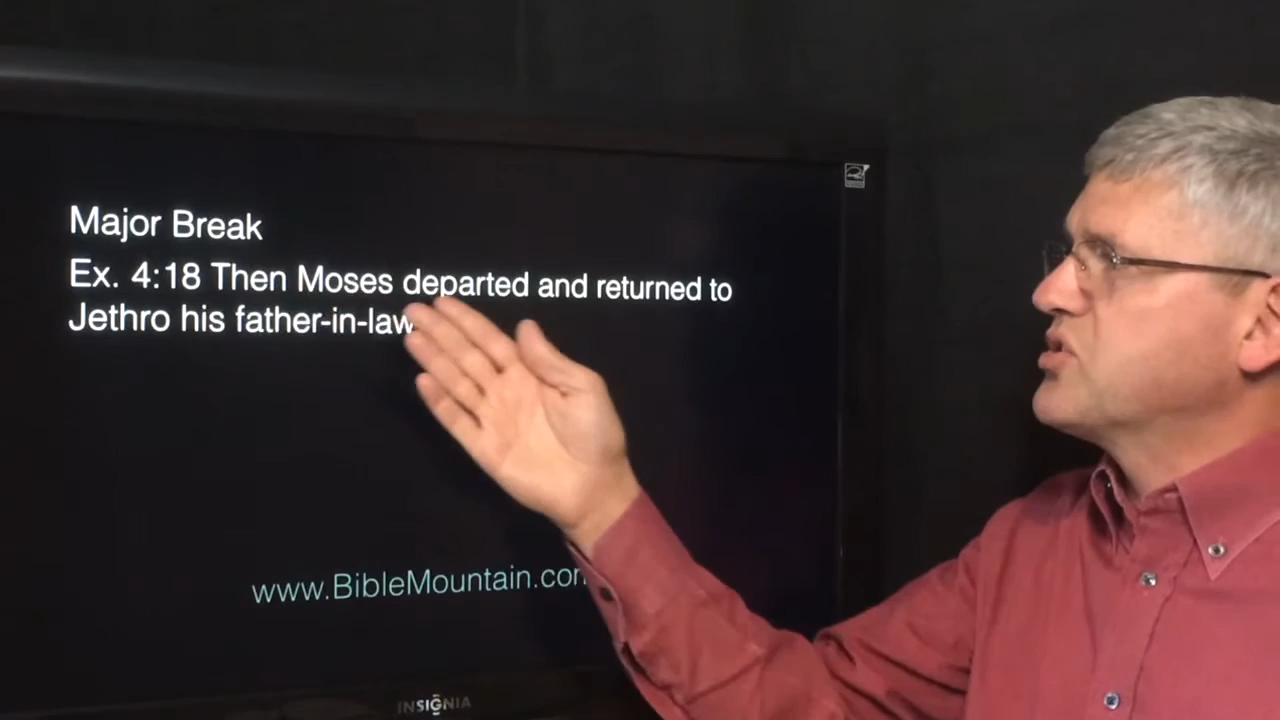 Major Break
Ex. 4:18 Then Moses departed and returned to
Jethro his father-in-law
www.BibleMountain.com
INSIGNIA